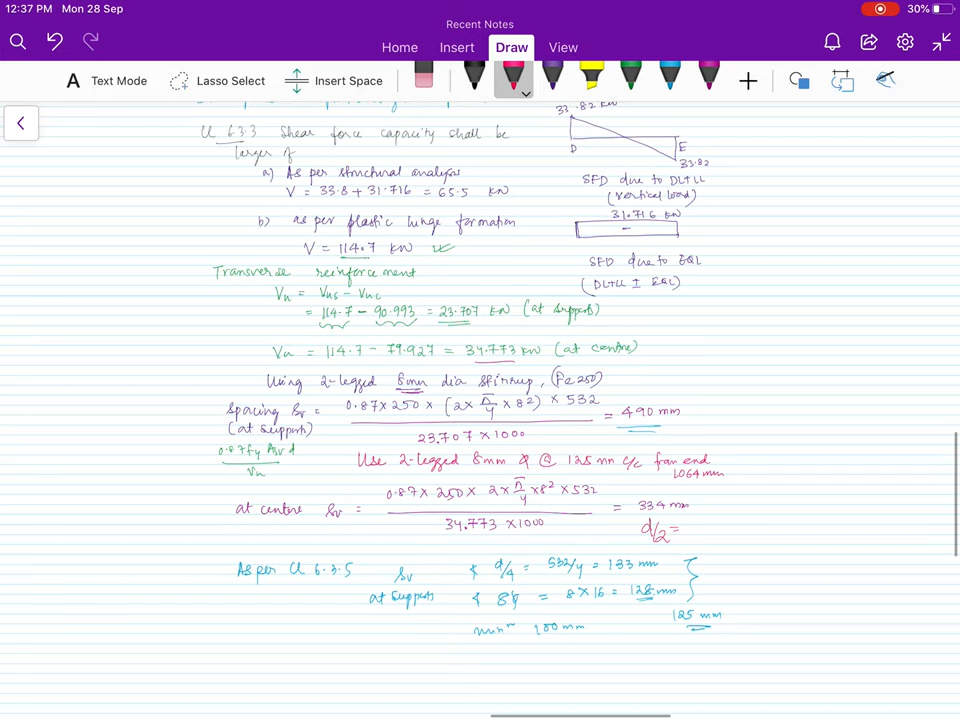 12:37 PM Mon 28 Sep
30%
Recent Notes
Home Insert Draw View
Text Mode Lasso Select Insert Space
33.82 KN
Cl 6.3.3 Shear force capacity shall be
larger of
a) As per structural analysis
V = 33.8 + 31.716 = 65.5 KN
b) as per plastic hinge formation
V = 114.7 KN
D E
33.82
SFD due to DL+LL
(vertical load)
31.716 KN
SFD due to EQL
(DL+LL ± EQL)
Transverse reinforcement
Vu = Vus - Vuc
= 114.7 - 90.993 = 23.707 KN (at support)
Vu = 114.7 - 79.927 = 34.773 KN (at centre)
Using 2-legged 8mm dia stirrup, (Fe 250)
Spacing Sv = 0.87 × 250 × (2 × π/4 × 8²) × 532 / 23.707 × 1000 = 490 mm
(at supports)
0.87 fy Asv d / Vu
Use 2-legged 8mm ϕ @ 125 mm c/c from end
1064 mm
at centre Sv = 0.87 × 250 × 2 × π/4 × 8² × 532 / 34.773 × 1000 = 334 mm
d/2 =
As per Cl 6.3.5 Sv ≮ d/4 = 532/4 = 133 mm
at supports ≮ 8ϕ = 8 × 16 = 128 mm
minm 100 mm
125 mm